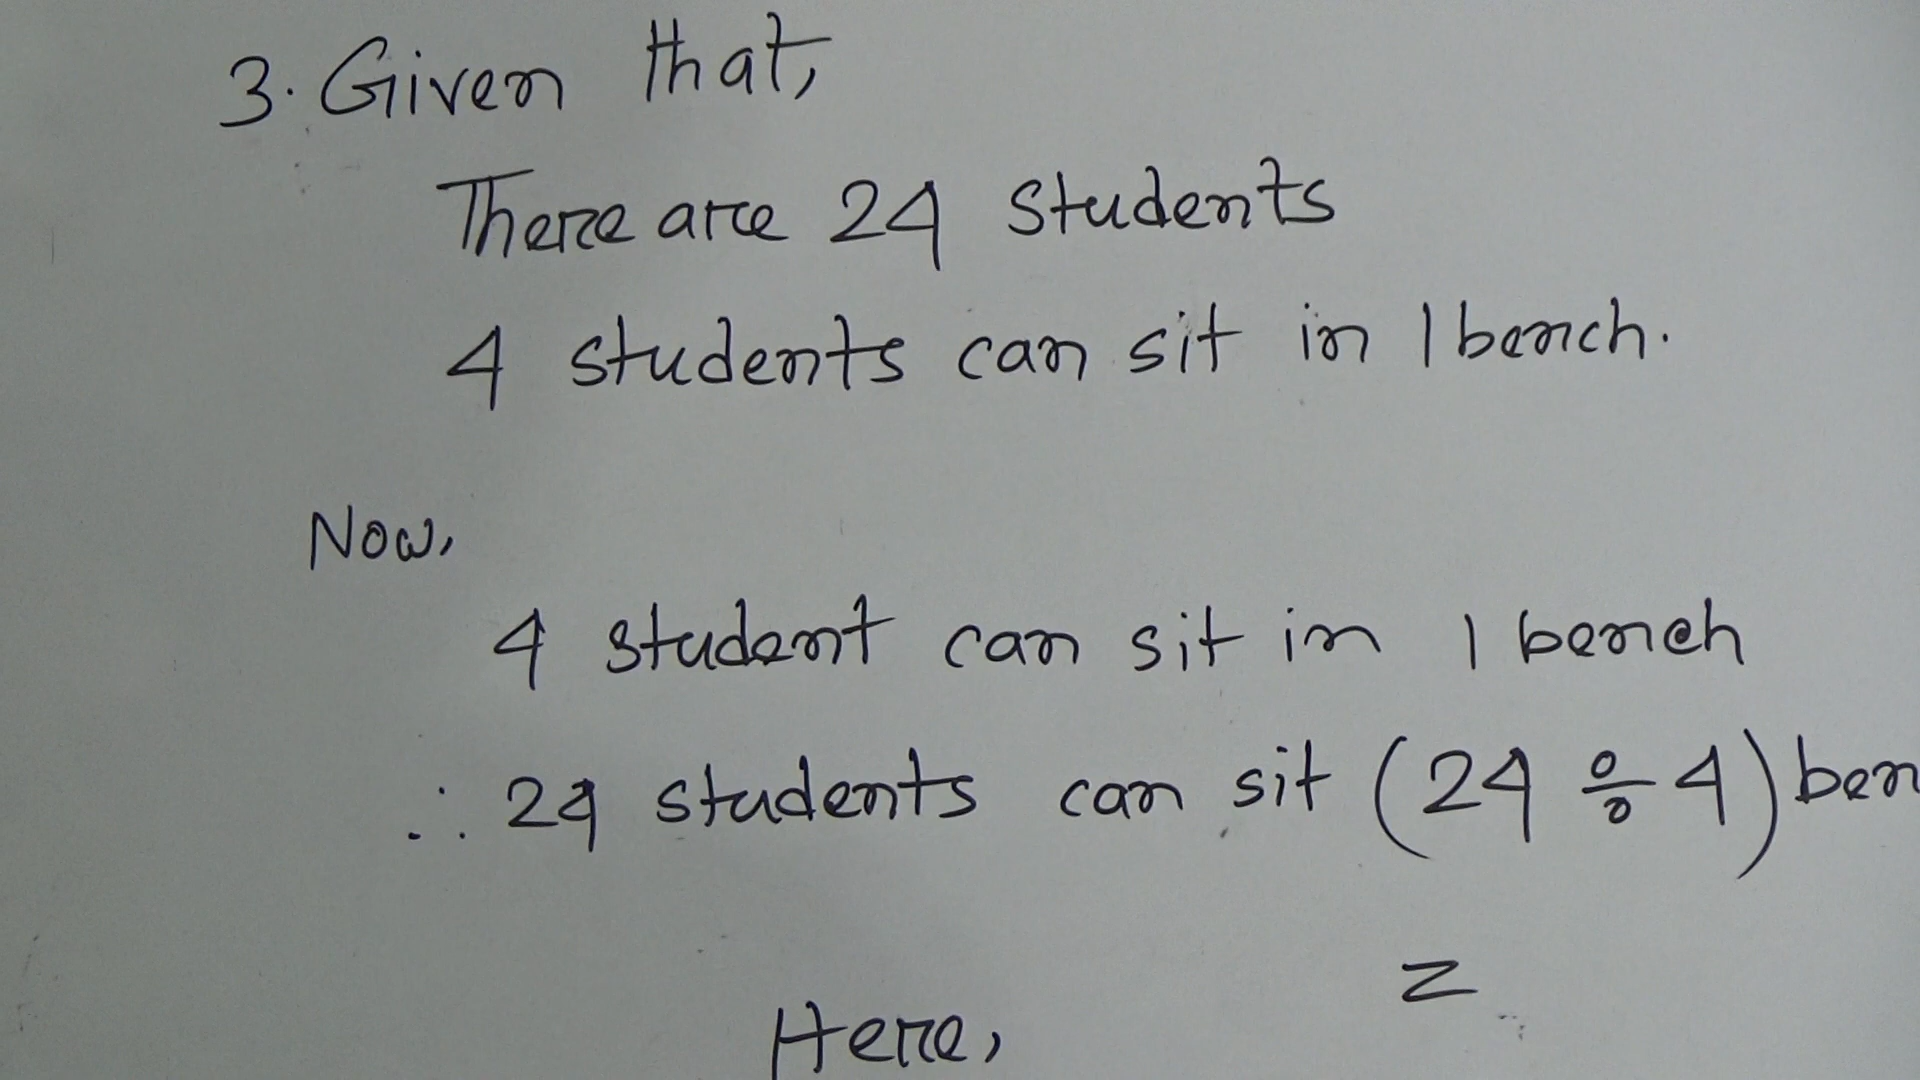 3. Given that,
There are 24 students
4 students can sit in 1 bench.
Now,
4 student can sit in 1 bench
∴ 24 students can sit (24 ÷ 4) ben
=
Here,